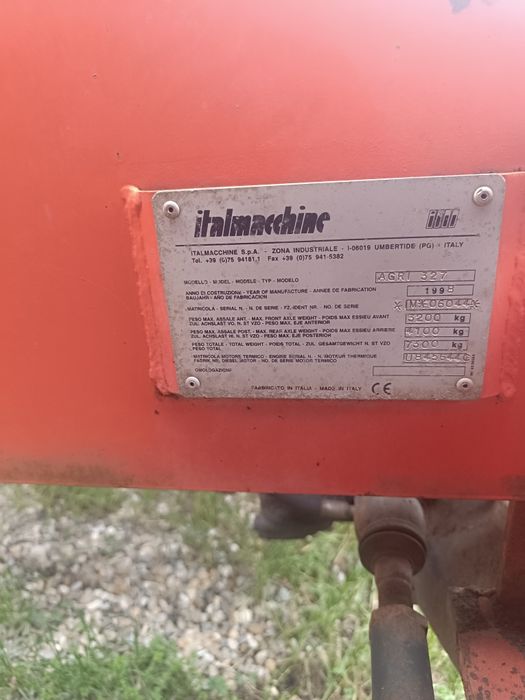 italmacchine
ITALMACCHINE S.p.A. - ZONA INDUSTRIALE - I-06019 UMBERTIDE (PG) - ITALY
Tel. +39 (0)75 94181.1 Fax +39 (0)75 941-5382
MODELLO - MODEL - MODELE - TYP - MODELO AGRI 327
ANNO DI COSTRUZIONE - YEAR OF MANUFACTURE - ANNEE DE FABRICATION 1998
BAUJAHR - AÑO DE FABRICACION
MATRICOLA - SERIAL N. - N. DE SERIE - FZ.-IDENT NR. - NO. DE SERIE
PESO MAX. ASSALE ANT. - MAX. FRONT AXLE WEIGHT - POIDS MAX ESSIEU AVANT 3200 kg
ZUL. ACHSLAST VO. N. ST VZO - PESO MAX. EJE ANTERIOR
PESO MAX. ASSALE POST. - MAX. REAR AXLE WEIGHT - POIDS MAX ESSIEU ARRIERE 4100 kg
ZUL. ACHSLAST HI. N. ST VZO - PESO MAX. EJE POSTERIOR
PESO TOTALE - TOTAL WEIGHT - POIDS TOTAL - ZUL. GESAMTGEWICHT N. ST VZO 7300 kg
PESO TOTAL
MATRICOLA MOTORE TERMICO - ENGINE SERIAL N. - N. MOTEUR THERMIQUE
FABRIK. NR. DIESEL MOTOR - NO. DE SERIE MOTOR TERMICO
OMOLOGAZIONI
FABBRICATO IN ITALIA - MADE IN ITALY CE